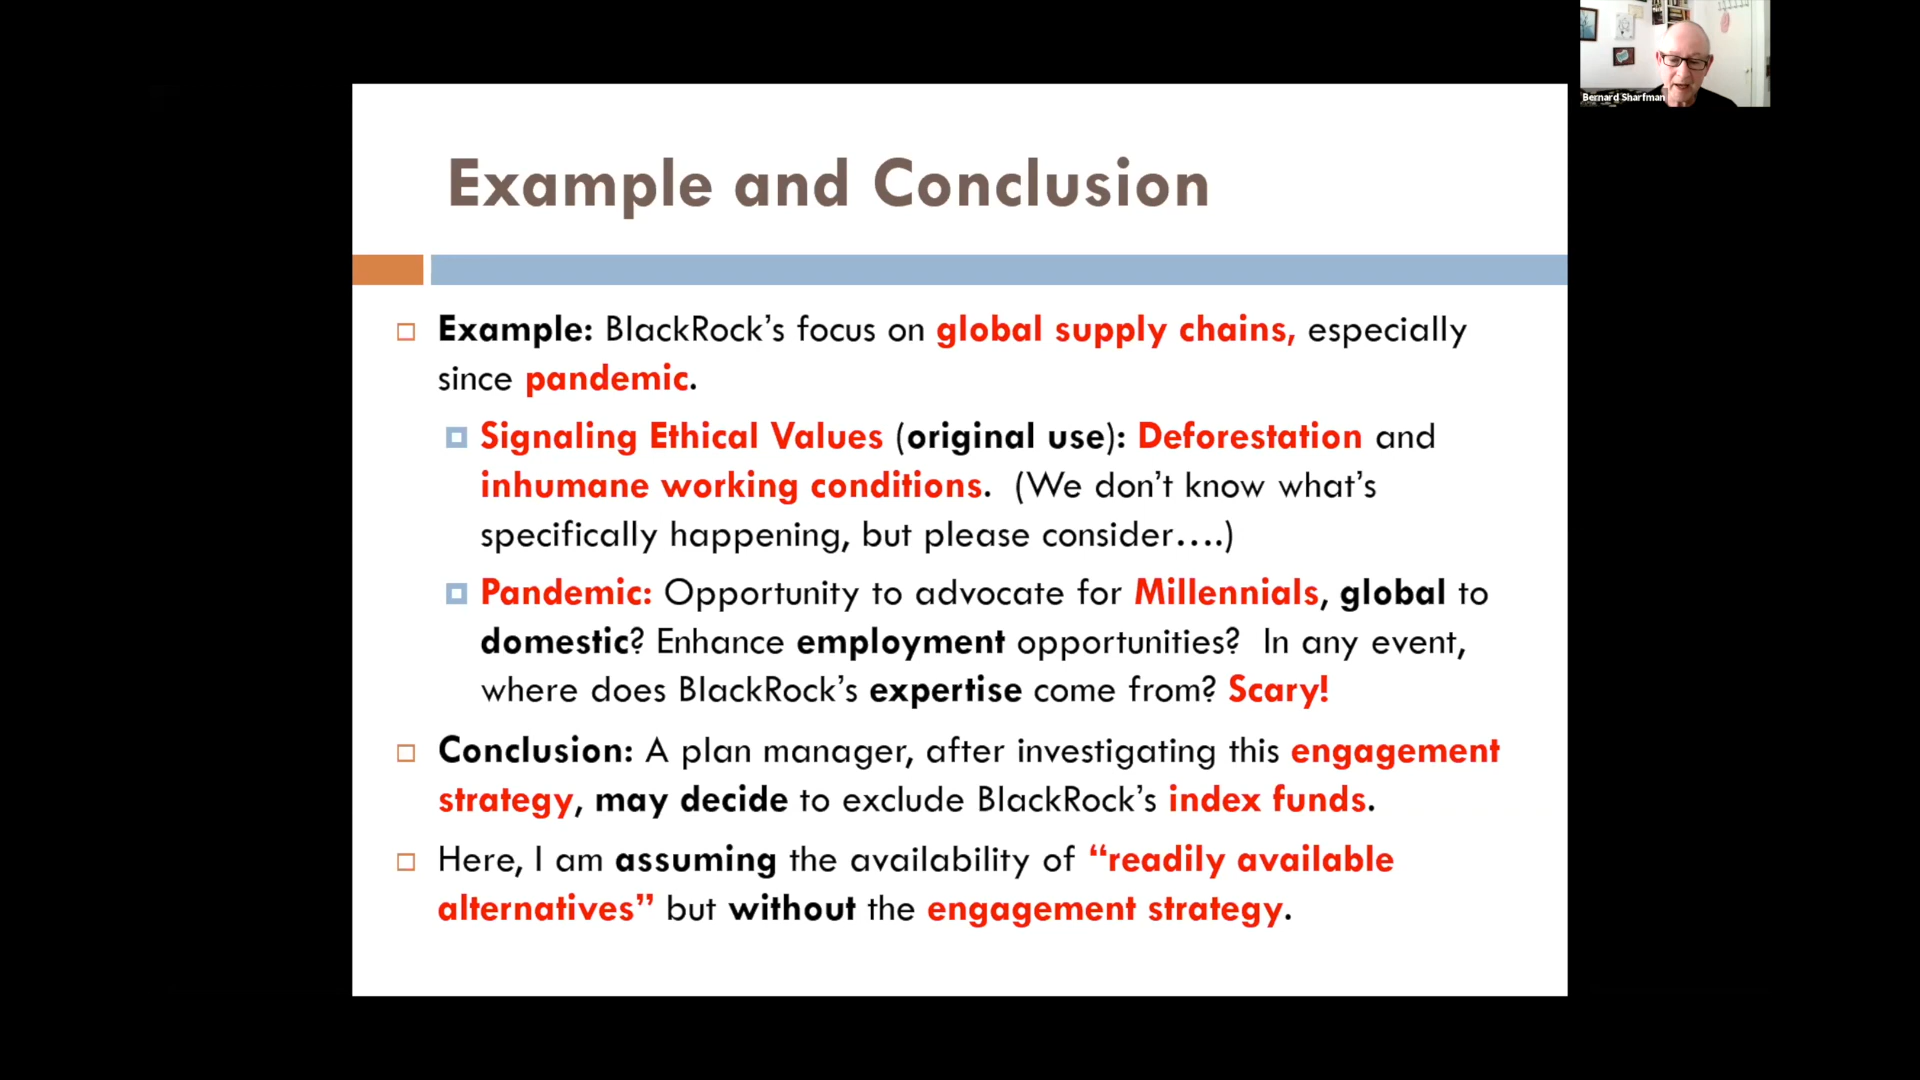 Bernard Sharfman
Example and Conclusion
Example: BlackRock’s focus on global supply chains, especially
since pandemic.
Signaling Ethical Values (original use): Deforestation and
inhumane working conditions. (We don’t know what’s
specifically happening, but please consider….)
Pandemic: Opportunity to advocate for Millennials, global to
domestic? Enhance employment opportunities? In any event,
where does BlackRock’s expertise come from? Scary!
Conclusion: A plan manager, after investigating this engagement
strategy, may decide to exclude BlackRock’s index funds.
Here, I am assuming the availability of “readily available
alternatives” but without the engagement strategy.